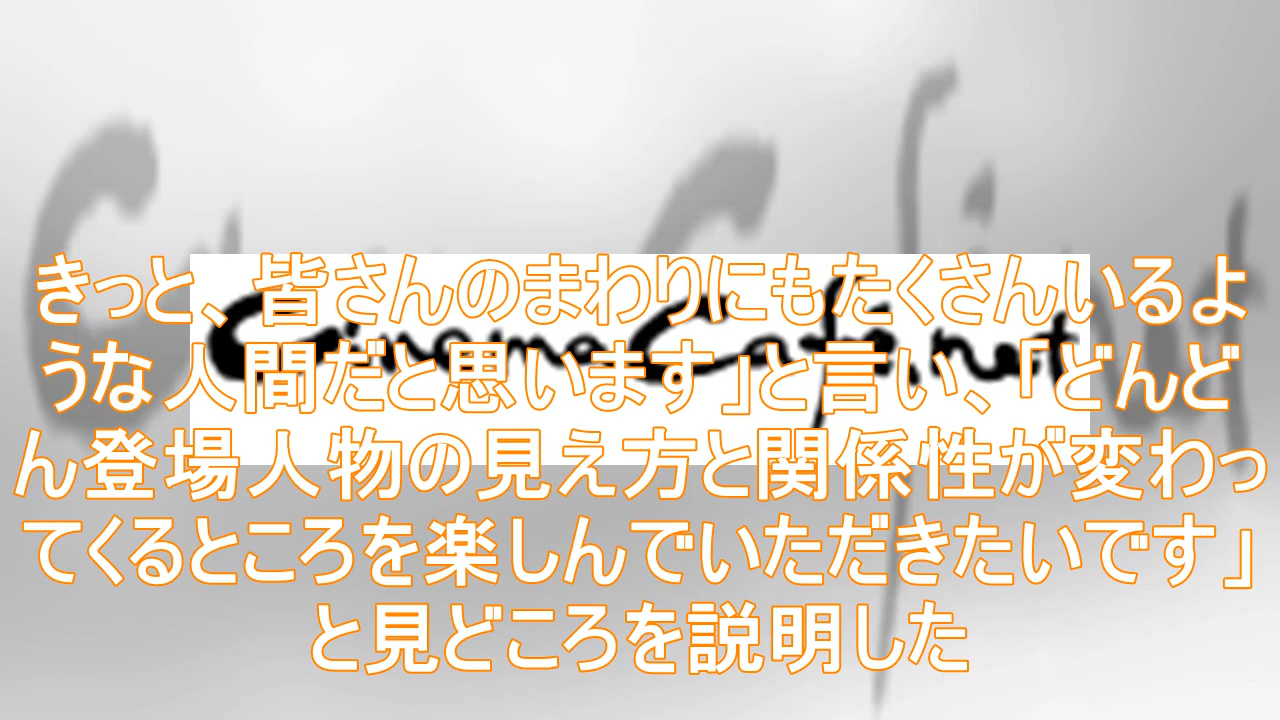 きっと、皆さんのまわりにもたくさんいるよ
うな人間だと思います」と言い、「どんど
ん登場人物の見え方と関係性が変わっ
てくるところを楽しんでいただきたいです」
と見どころを説明した
CinemaCafe.net